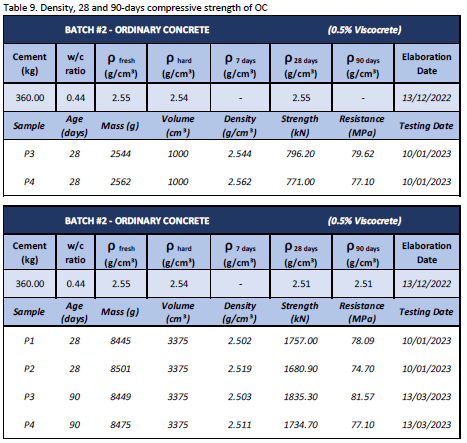 Table 9. Density, 28 and 90-days compressive strength of OC
BATCH #2 - ORDINARY CONCRETE (0.5% Viscocrete)
Cement (kg) w/c ratio ρ fresh (g/cm³) ρ hard (g/cm³) ρ 7 days (g/cm³) ρ 28 days (g/cm³) ρ 90 days (g/cm³) Elaboration Date
360.00 0.44 2.55 2.54 - 2.55 - 13/12/2022
Sample Age (days) Mass (g) Volume (cm³) Density (g/cm³) Strength (kN) Resistance (MPa) Testing Date
P3 28 2544 1000 2.544 796.20 79.62 10/01/2023
P4 28 2562 1000 2.562 771.00 77.10 10/01/2023
BATCH #2 - ORDINARY CONCRETE (0.5% Viscocrete)
Cement (kg) w/c ratio ρ fresh (g/cm³) ρ hard (g/cm³) ρ 7 days (g/cm³) ρ 28 days (g/cm³) ρ 90 days (g/cm³) Elaboration Date
360.00 0.44 2.55 2.54 - 2.51 2.51 13/12/2022
Sample Age (days) Mass (g) Volume (cm³) Density (g/cm³) Strength (kN) Resistance (MPa) Testing Date
P1 28 8445 3375 2.502 1757.00 78.09 10/01/2023
P2 28 8501 3375 2.519 1680.90 74.70 10/01/2023
P3 90 8449 3375 2.503 1835.30 81.57 13/03/2023
P4 90 8475 3375 2.511 1734.70 77.10 13/03/2023